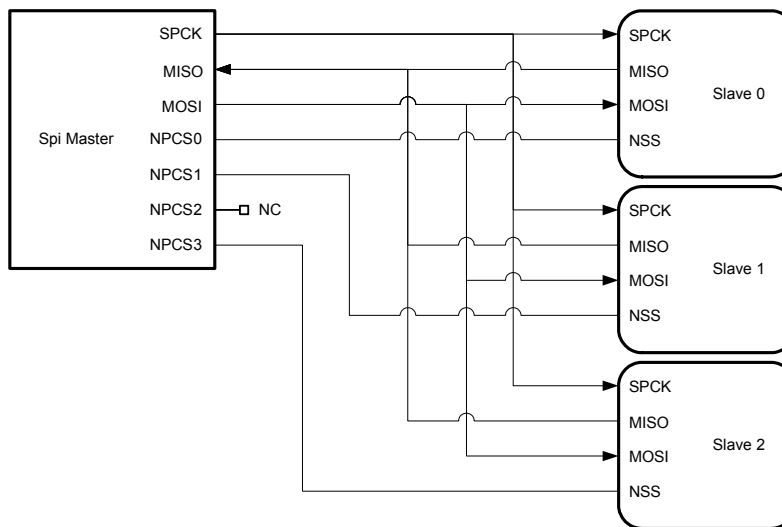 SPCK
MISO
MOSI
Spi Master
NPCS0
NPCS1
NPCS2
NC
NPCS3
SPCK
MISO
Slave 0
MOSI
NSS
SPCK
MISO
Slave 1
MOSI
NSS
SPCK
MISO
Slave 2
MOSI
NSS